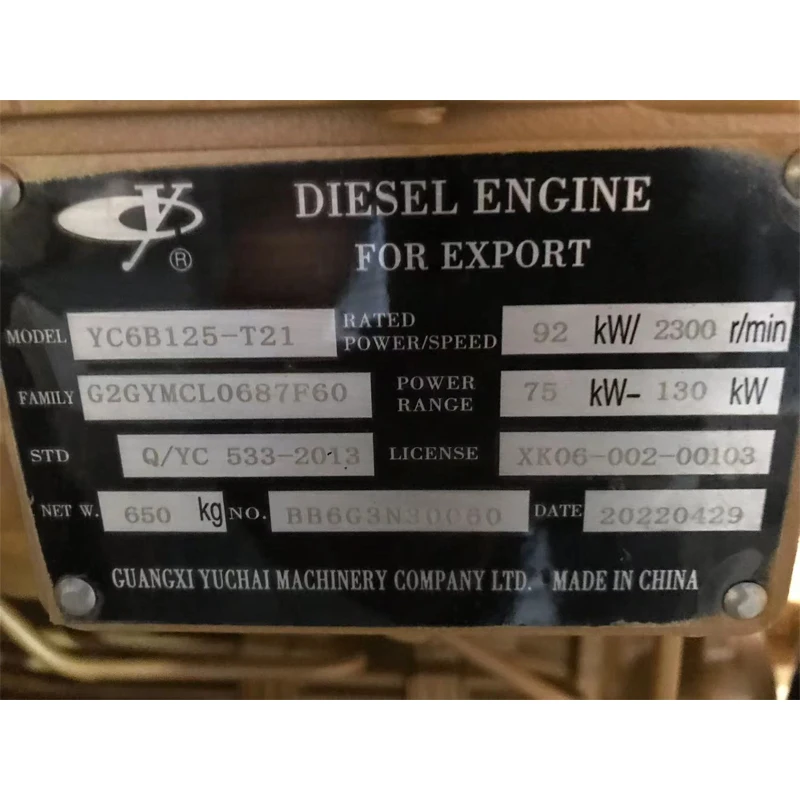 DIESEL ENGINE
FOR EXPORT
MODEL YC6B125-T21 RATED POWER/SPEED 92 kW/ 2300 r/min
FAMILY G2GYMCL0687F60 POWER RANGE 75 kW- 130 kW
STD Q/YC 533-2013 LICENSE XK06-002-00103
NET W. 650 kg NO. BB6G3N30060 DATE 20220429
GUANGXI YUCHAI MACHINERY COMPANY LTD. MADE IN CHINA
®